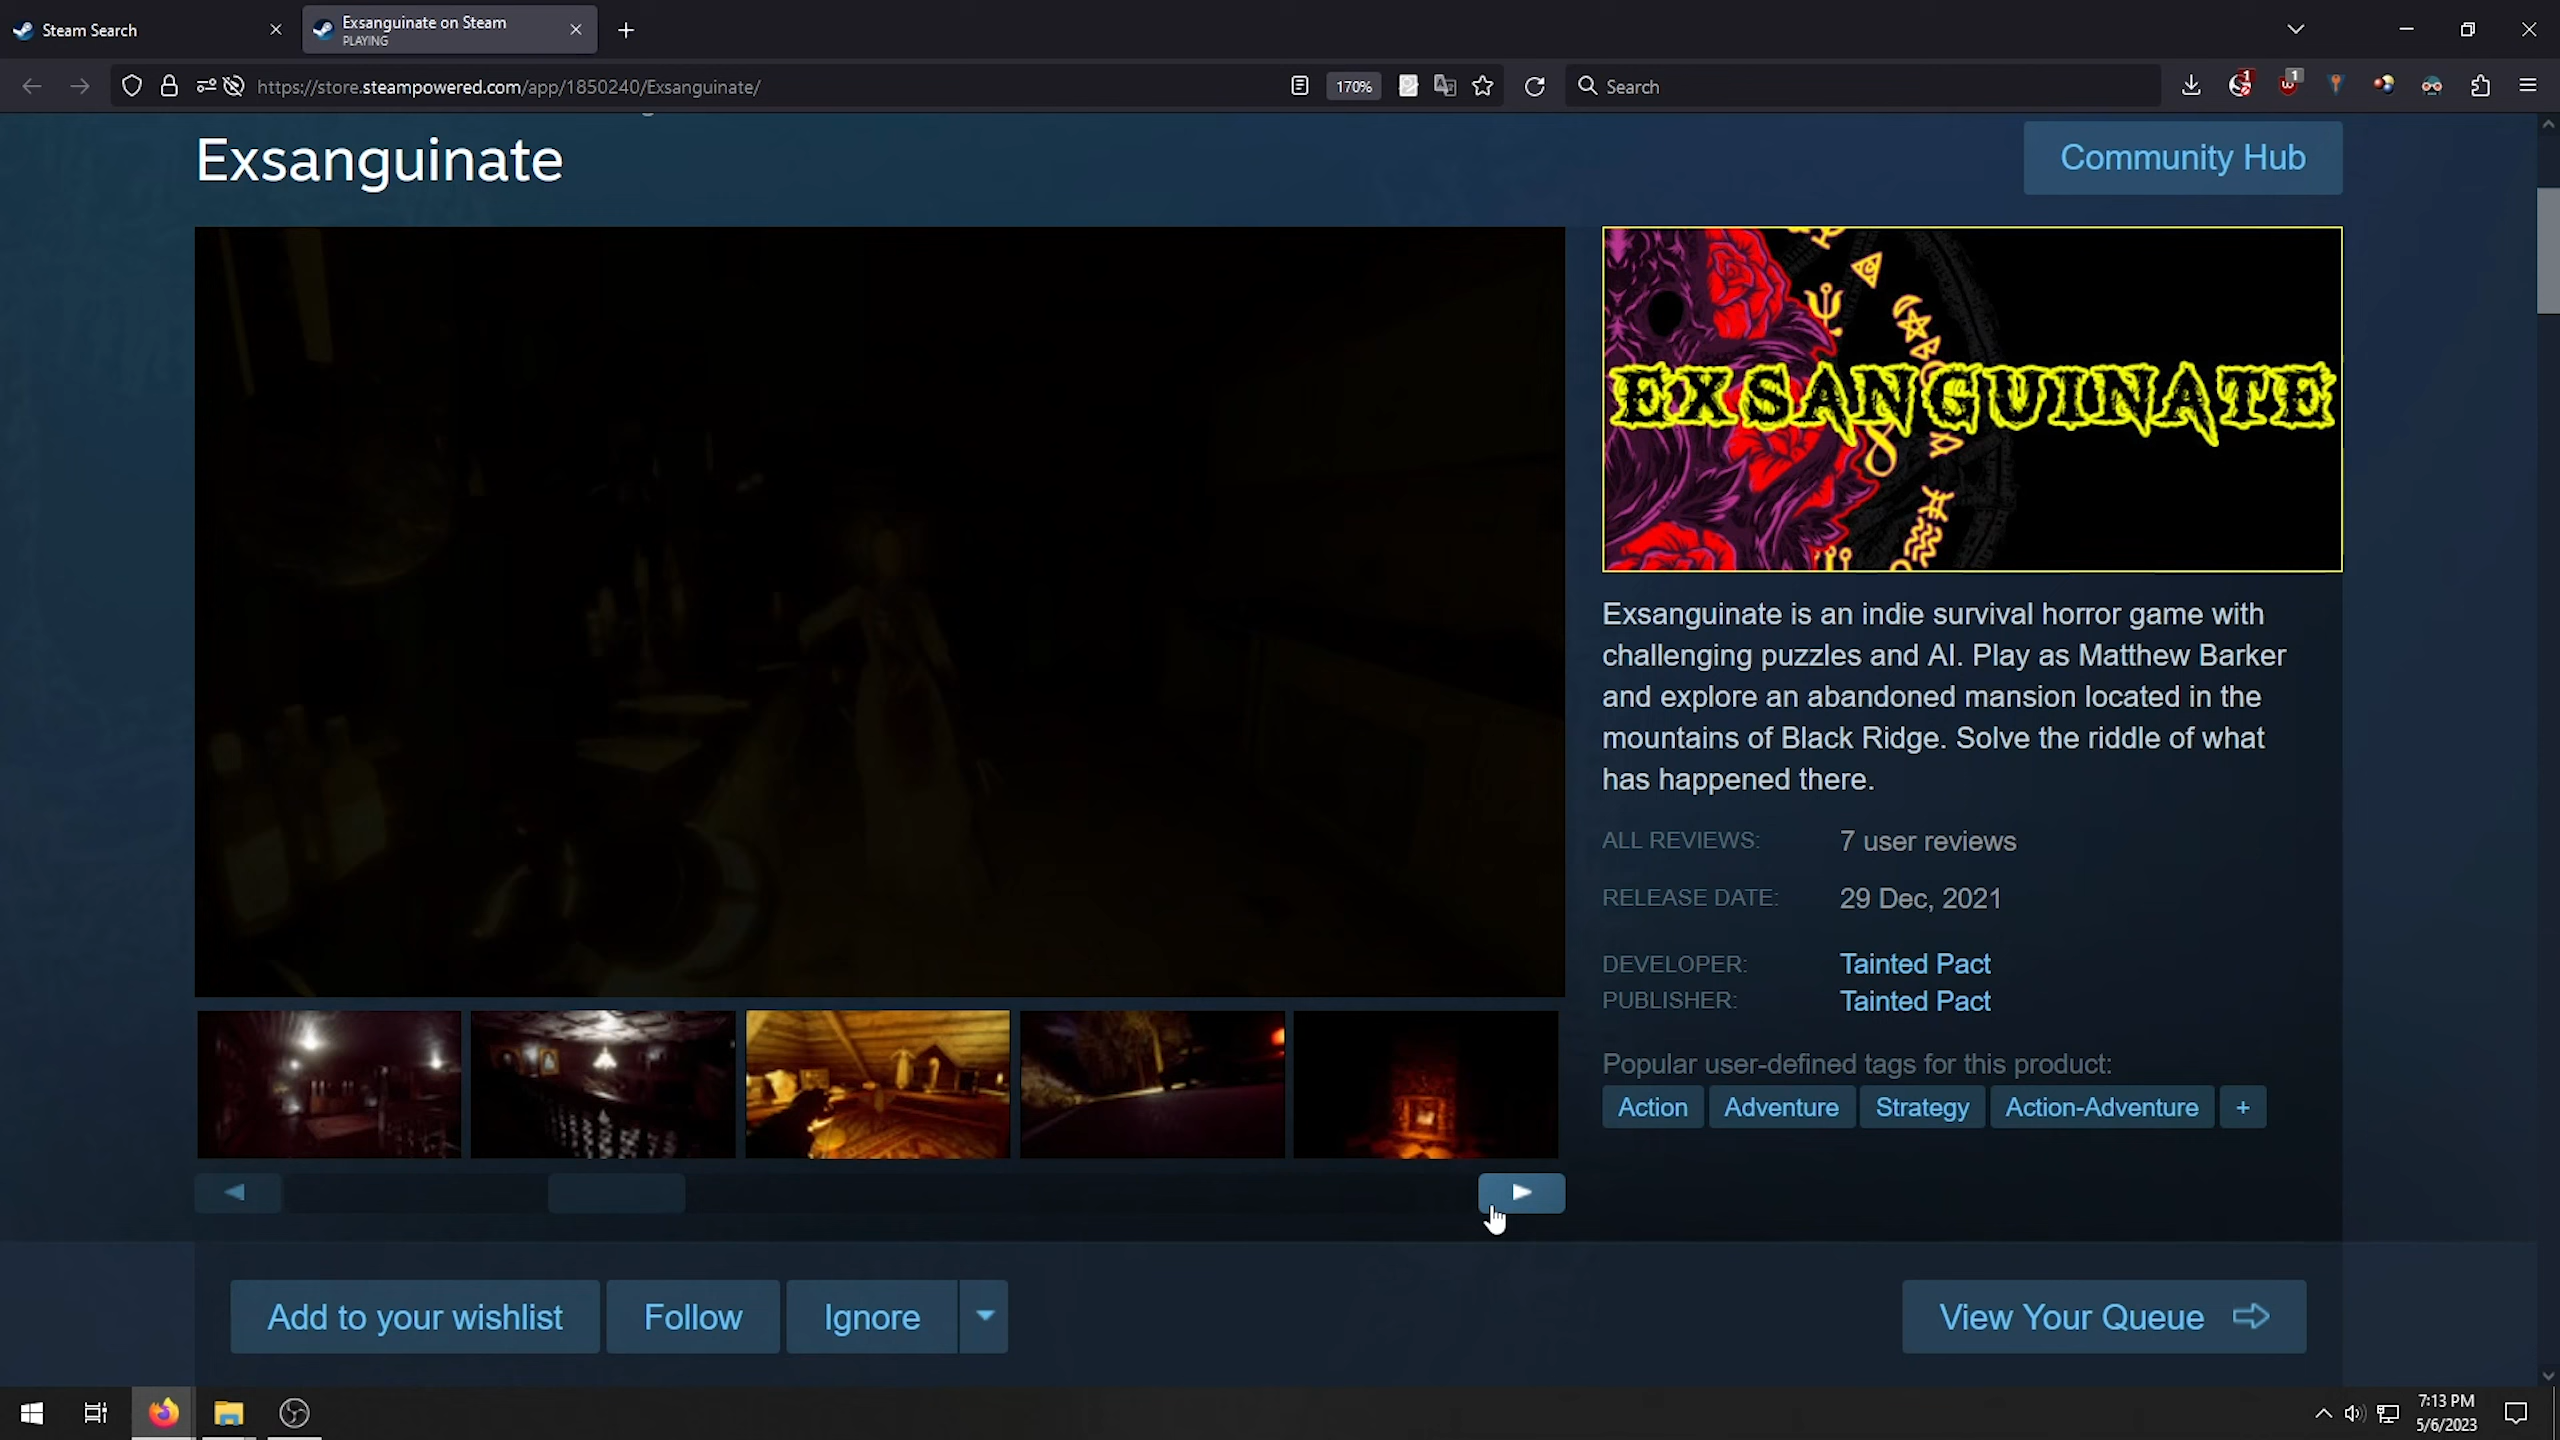 Steam Search
Exsanguinate on Steam
PLAYING
https://store.steampowered.com/app/1850240/Exsanguinate/
170%
Search
1
1
Exsanguinate
Community Hub
EXSANGUINATE
Exsanguinate is an indie survival horror game with
challenging puzzles and AI. Play as Matthew Barker
and explore an abandoned mansion located in the
mountains of Black Ridge. Solve the riddle of what
has happened there.
ALL REVIEWS: 7 user reviews
RELEASE DATE: 29 Dec, 2021
DEVELOPER: Tainted Pact
PUBLISHER: Tainted Pact
Popular user-defined tags for this product:
Action Adventure Strategy Action-Adventure +
Add to your wishlist Follow Ignore View Your Queue
7:13 PM
5/6/2023